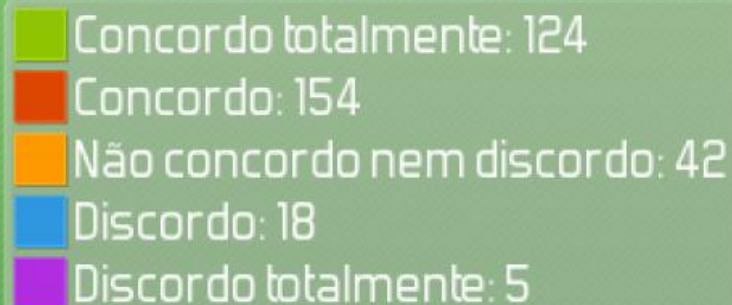 Concordo totalmente: 124
Concordo: 154
Não concordo nem discordo: 42
Discordo: 18
Discordo totalmente: 5